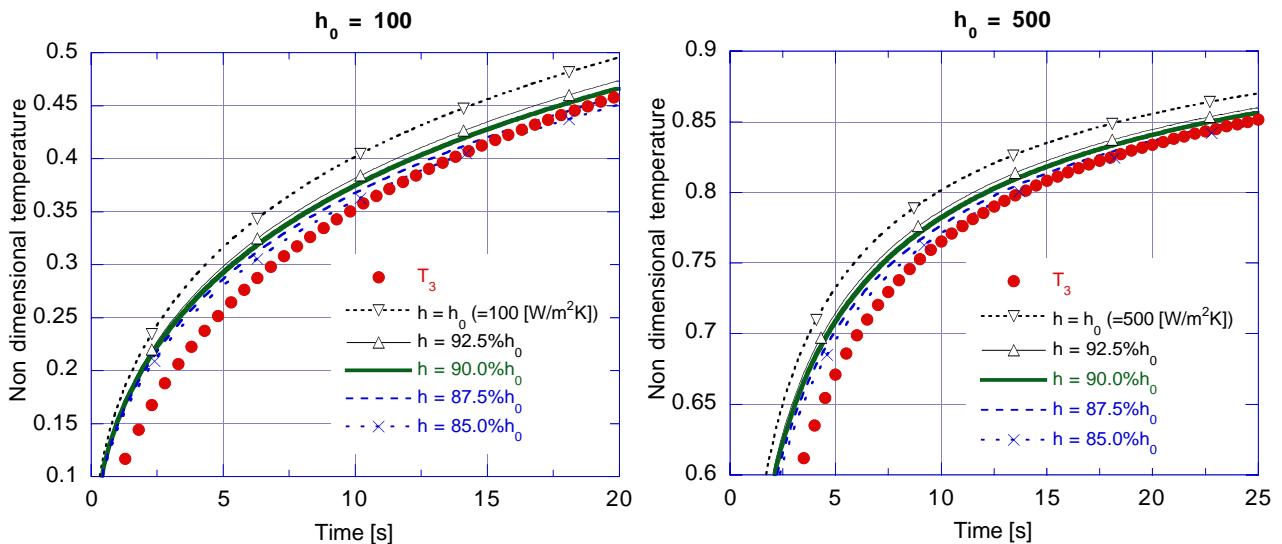 h₀ = 100
Non dimensional temperature
0.5
0.45
0.4
0.35
0.3
0.25
0.2
0.15
0.1
T₃
h = h₀ (=100 [W/m²K])
h = 92.5%h₀
h = 90.0%h₀
h = 87.5%h₀
h = 85.0%h₀
0 5 10 15 20
Time [s]
h₀ = 500
Non dimensional temperature
0.9
0.85
0.8
0.75
0.7
0.65
0.6
T₃
h = h₀ (=500 [W/m²K])
h = 92.5%h₀
h = 90.0%h₀
h = 87.5%h₀
h = 85.0%h₀
0 5 10 15 20 25
Time [s]